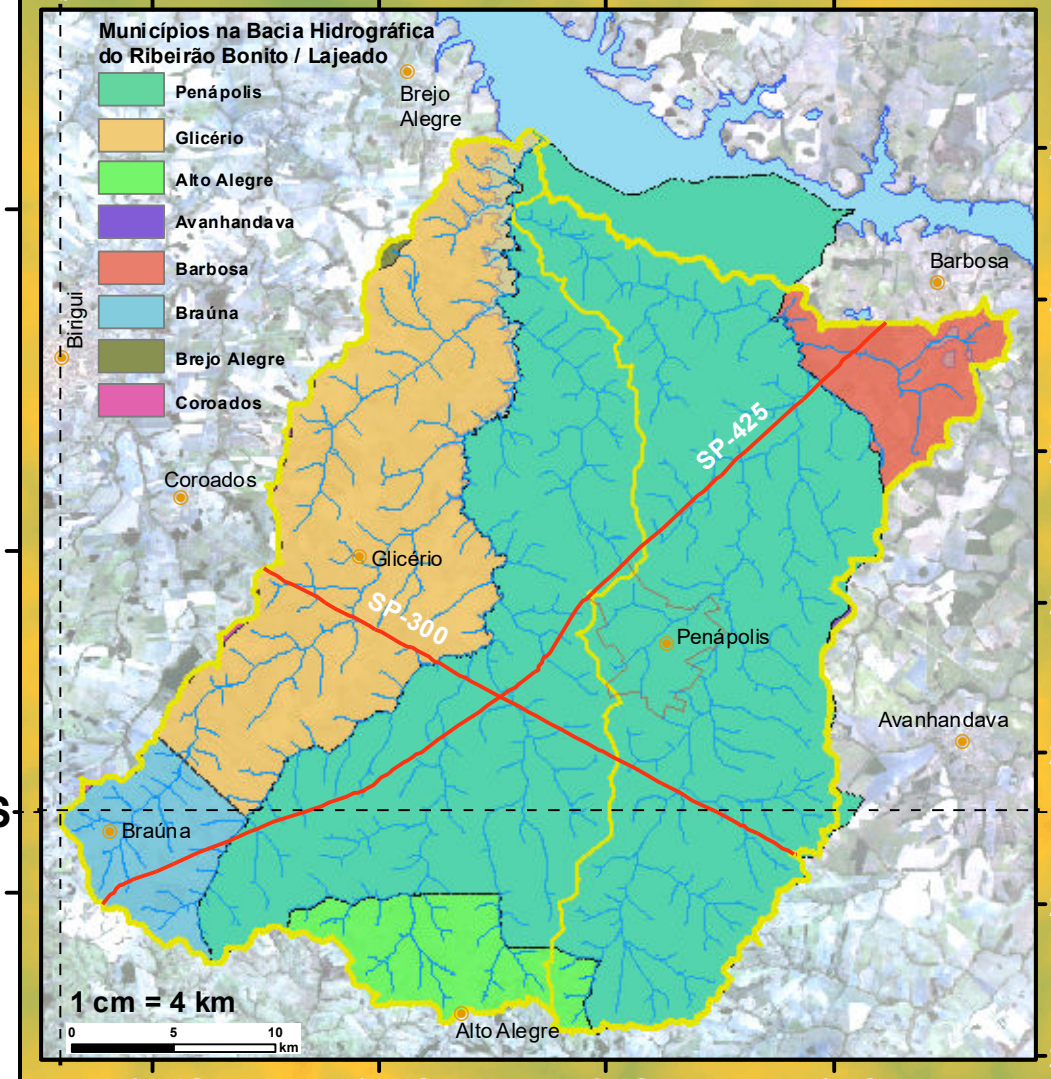 Municípios na Bacia Hidrográfica
do Ribeirão Bonito / Lajeado
Penápolis
Glicério
Alto Alegre
Avanhandava
Barbosa
Braúna
Brejo Alegre
Coroados
Brejo
Alegre
Barbosa
Birigui
SP-425
Coroados
Glicério
SP-300
Penápolis
Avanhandava
S
Braúna
1 cm = 4 km
0 5 10
km
Alto Alegre